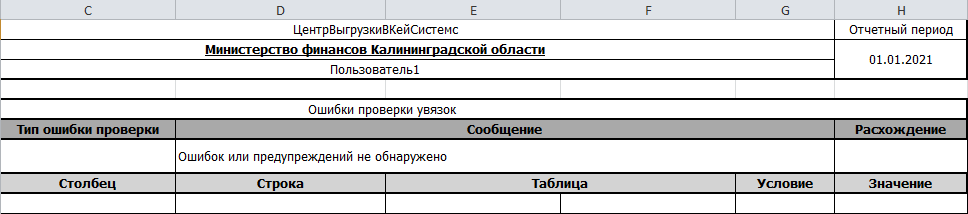 C D E F G H
ЦентрВыгрузкиВКейСистемс Отчетный период
Министерство финансов Калининградской области
01.01.2021
Пользователь1
Ошибки проверки увязок
Тип ошибки проверки Сообщение Расхождение
Ошибок или предупреждений не обнаружено
Столбец Строка Таблица Условие Значение